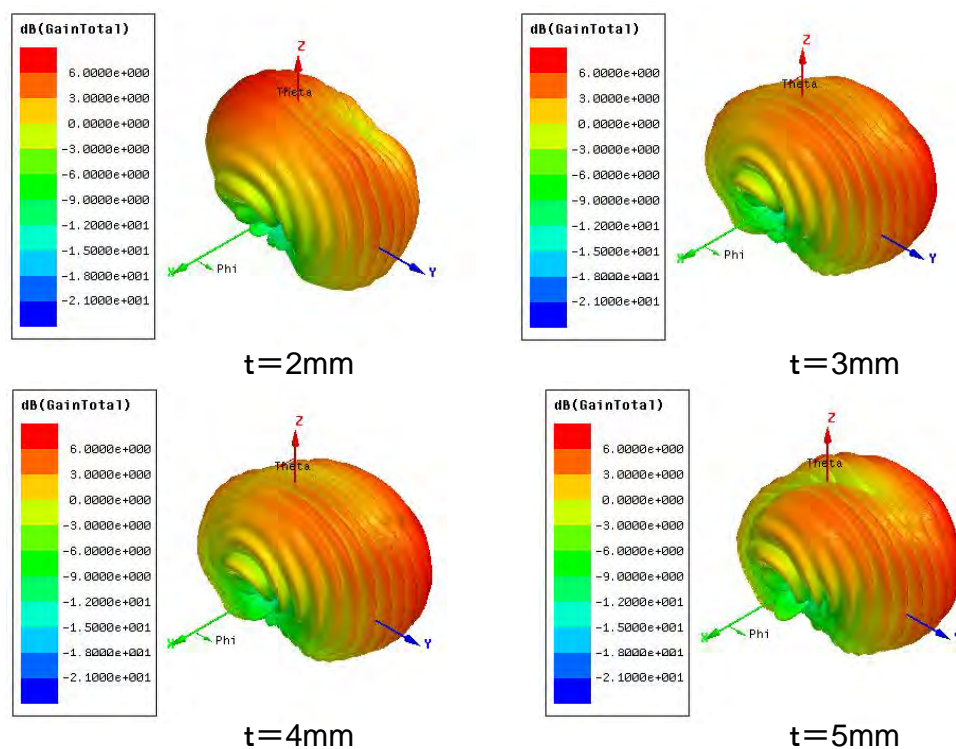 dB(GainTotal)
6.0000e+000
3.0000e+000
0.0000e+000
-3.0000e+000
-6.0000e+000
-9.0000e+000
-1.2000e+001
-1.5000e+001
-1.8000e+001
-2.1000e+001
Z
Theta
X
Phi
Y
t＝2mm
dB(GainTotal)
6.0000e+000
3.0000e+000
0.0000e+000
-3.0000e+000
-6.0000e+000
-9.0000e+000
-1.2000e+001
-1.5000e+001
-1.8000e+001
-2.1000e+001
Z
Theta
X
Phi
Y
t＝3mm
dB(GainTotal)
6.0000e+000
3.0000e+000
0.0000e+000
-3.0000e+000
-6.0000e+000
-9.0000e+000
-1.2000e+001
-1.5000e+001
-1.8000e+001
-2.1000e+001
Z
Theta
X
Phi
Y
t＝4mm
dB(GainTotal)
6.0000e+000
3.0000e+000
0.0000e+000
-3.0000e+000
-6.0000e+000
-9.0000e+000
-1.2000e+001
-1.5000e+001
-1.8000e+001
-2.1000e+001
Z
Theta
X
Phi
t＝5mm